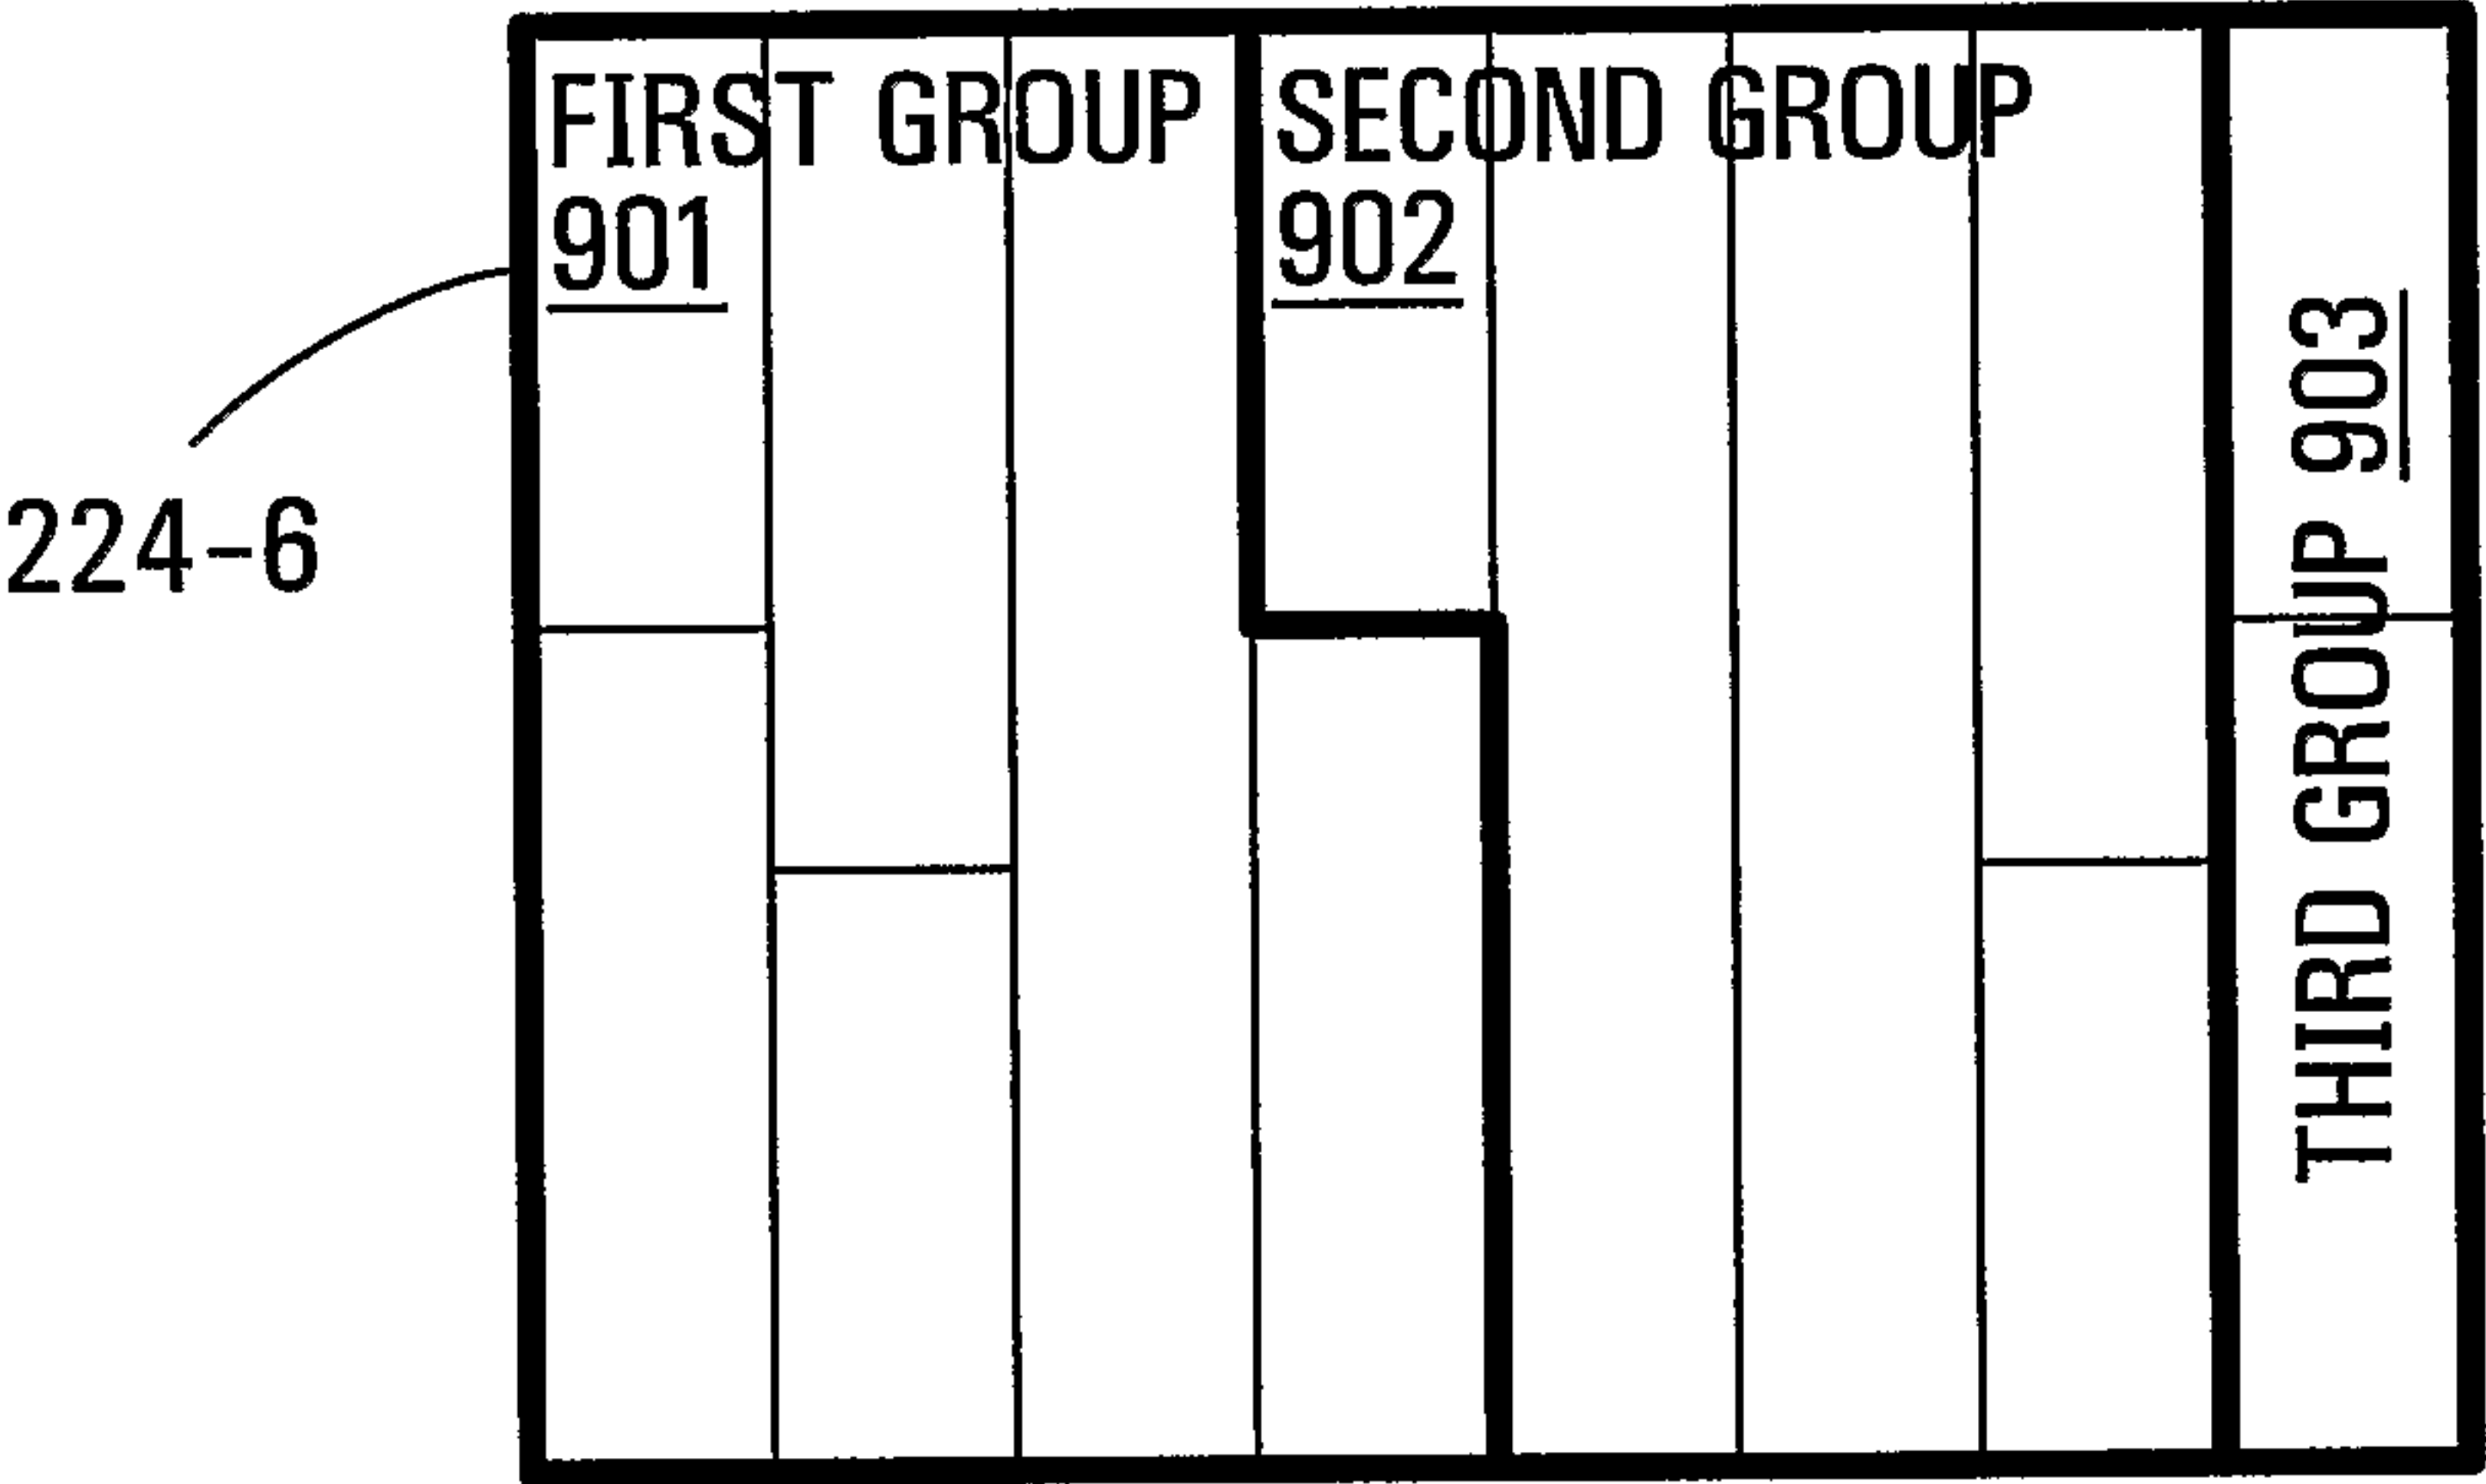 FIRST GROUP
901
SECOND GROUP
902
THIRD GROUP 903
224-6